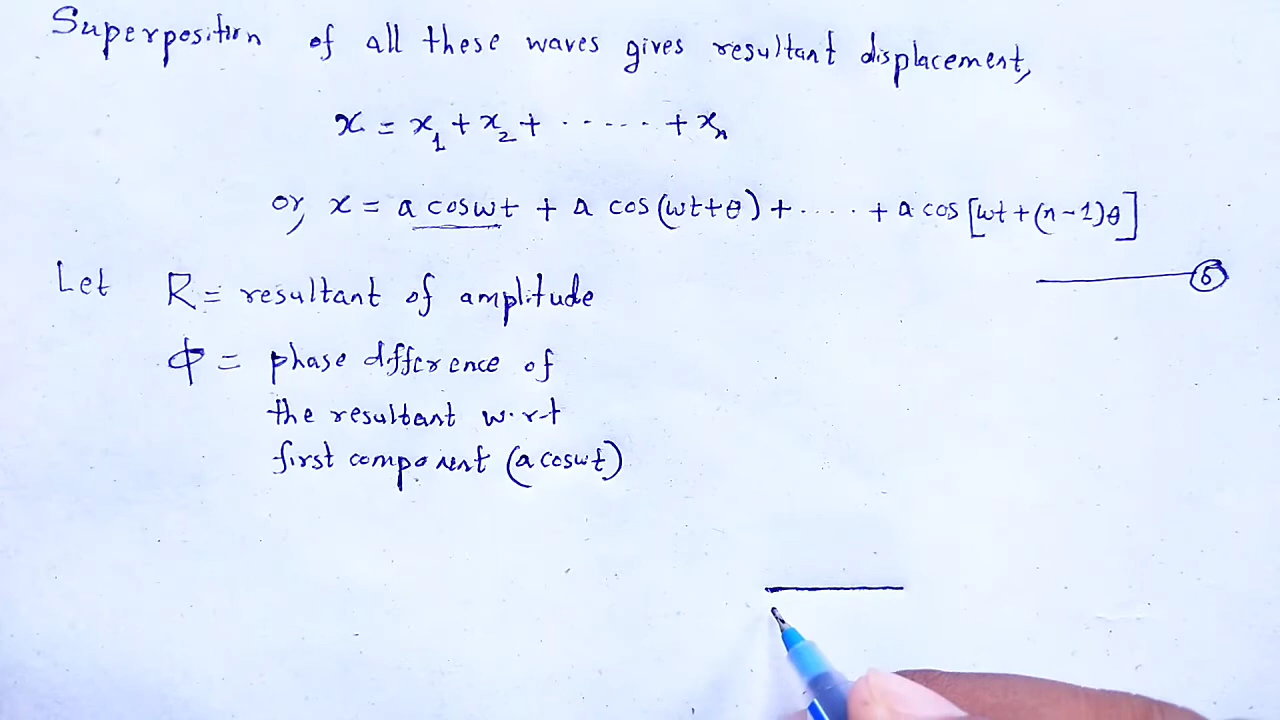 Superposition of all these waves gives resultant displacement,
x = x₁ + x₂ + ...... + xₙ
or, x = a cosωt + a cos(ωt+θ) + ..... + a cos[ωt+(n-1)θ]
⑤
Let R = resultant of amplitude
Φ = phase difference of
the resultant w.r.t
first component (a cosωt)